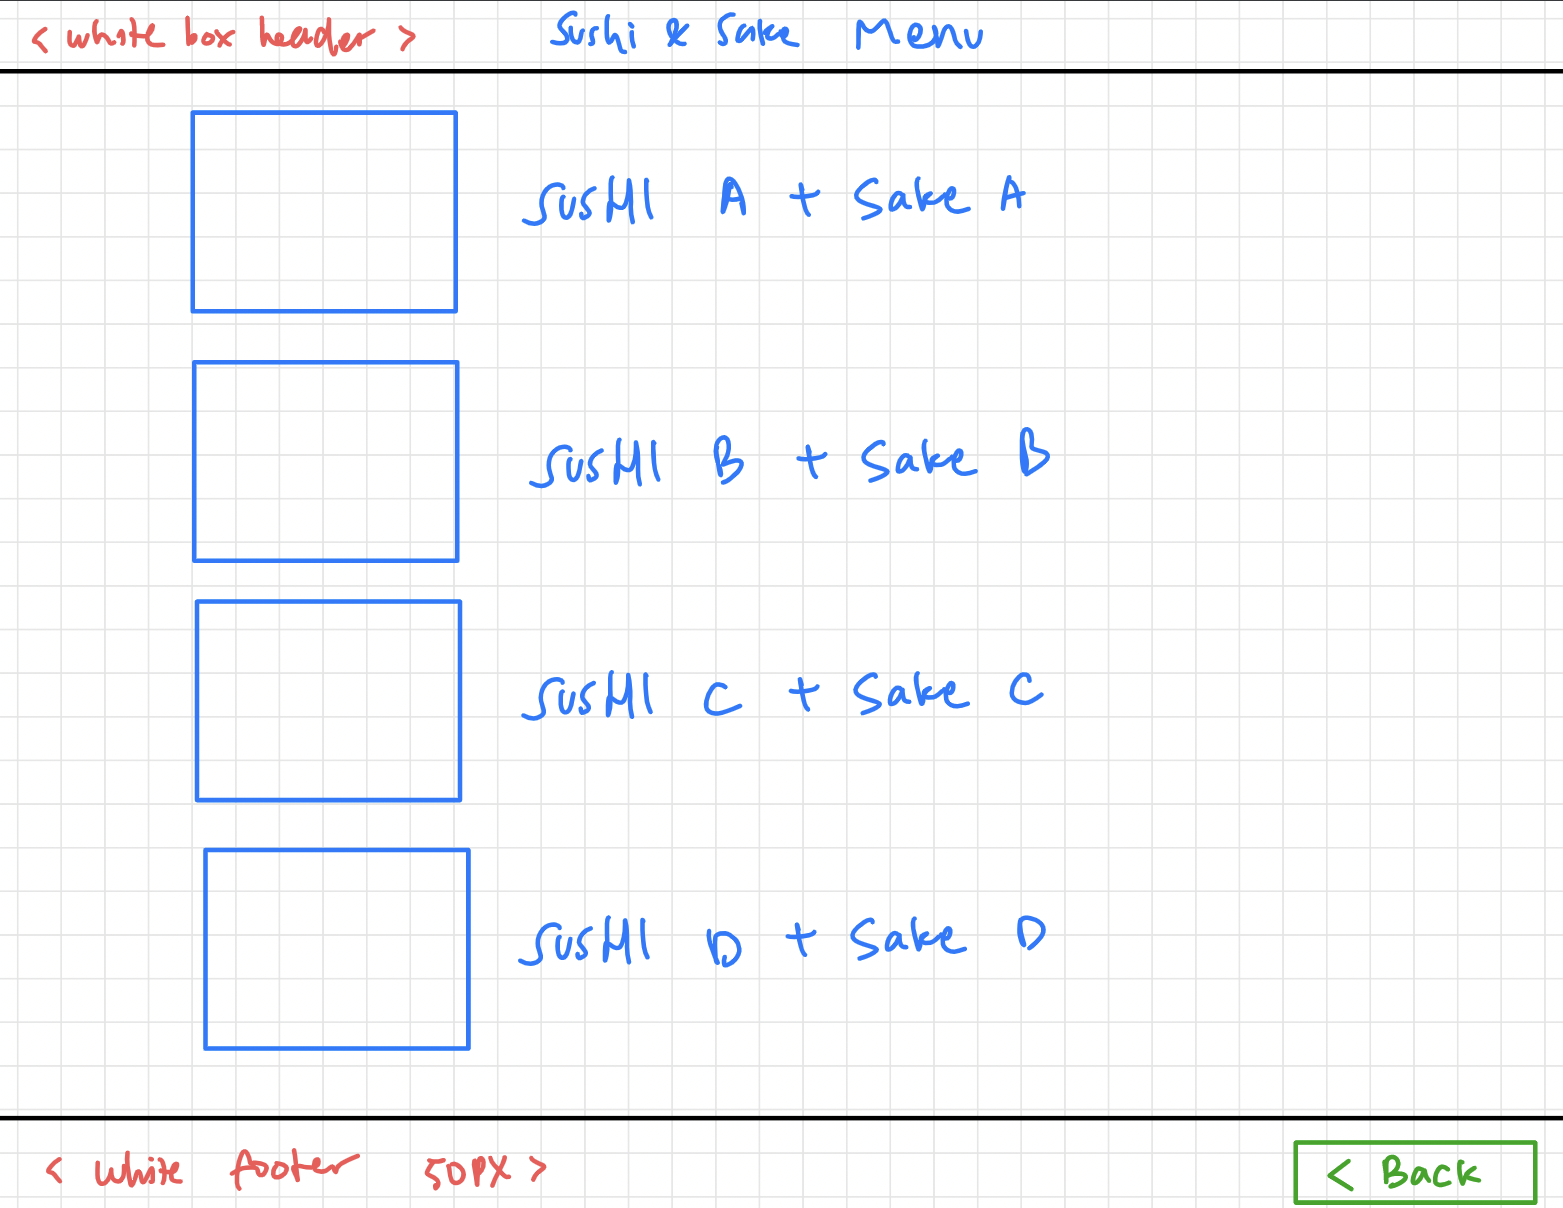 < white box header > Sushi & Sake Menu
SUSHI A + Sake A
SUSHI B + Sake B
SUSHI C + Sake C
SUSHI D + Sake D
< white footer 50px >
< Back